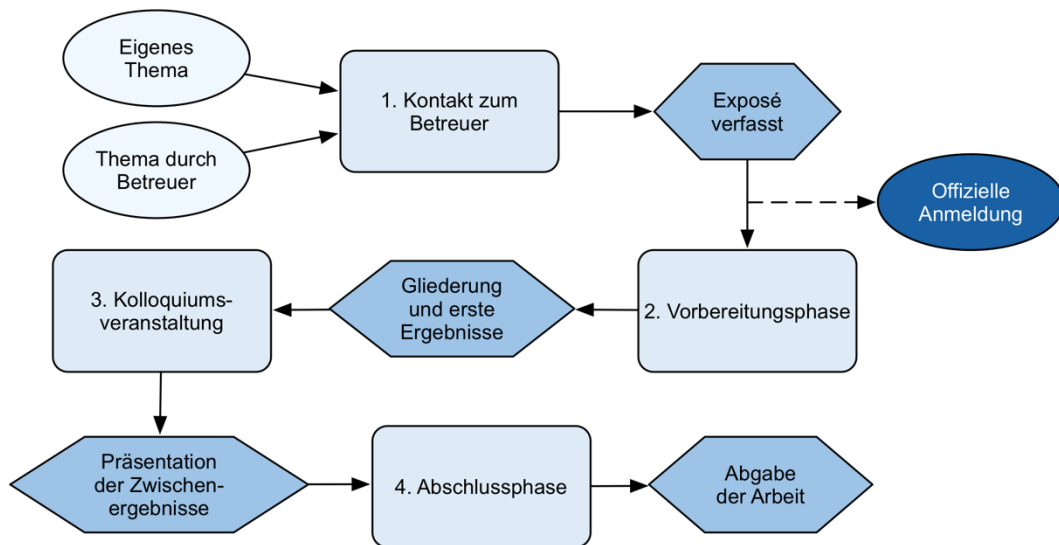 Eigenes
Thema
1. Kontakt zum
Betreuer
Exposé
verfasst
Thema durch
Betreuer
Offizielle
Anmeldung
3. Kolloquiums-
veranstaltung
Gliederung
und erste
Ergebnisse
2. Vorbereitungsphase
Präsentation
der Zwischen-
ergebnisse
4. Abschlussphase
Abgabe
der Arbeit